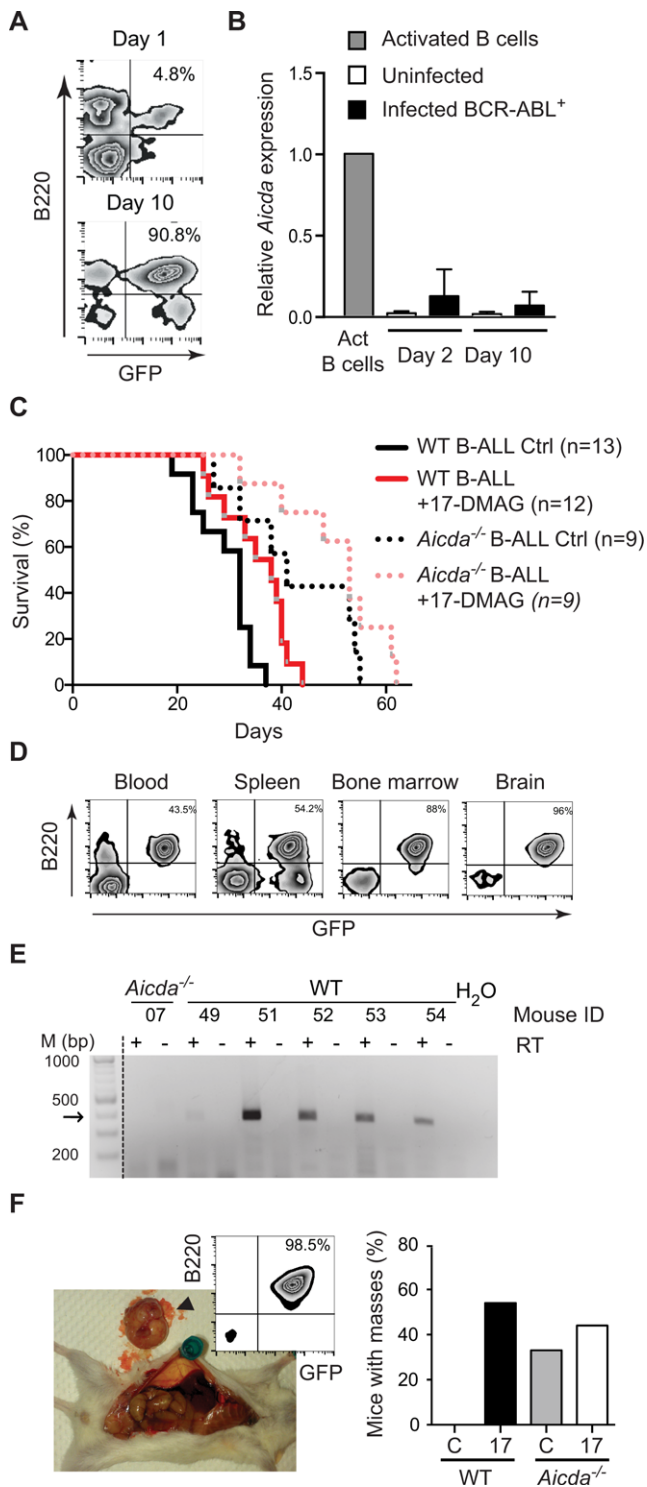 A
Day 1
4.8%
Day 10
90.8%
B220
GFP
B
Activated B cells
Uninfected
Infected BCR-ABL+
Relative Aicda expression
1.5
1.0
0.5
0.0
Act
B cells
Day 2
Day 10
C
Survival (%)
100
80
60
40
20
0
0
20
40
60
Days
WT B-ALL Ctrl (n=13)
WT B-ALL
+17-DMAG (n=12)
Aicda-/- B-ALL Ctrl (n=9)
Aicda-/- B-ALL
+17-DMAG (n=9)
D
Blood
Spleen
Bone marrow
Brain
43.5%
54.2%
88%
96%
B220
GFP
E
Aicda-/- WT H2O
07 49 51 52 53 54 Mouse ID
M (bp) + - + - + - + - + - + - RT
1000
500
→
200
F
B220
98.5%
GFP
Mice with masses (%)
80
60
40
20
0
C 17 C 17
WT Aicda-/-